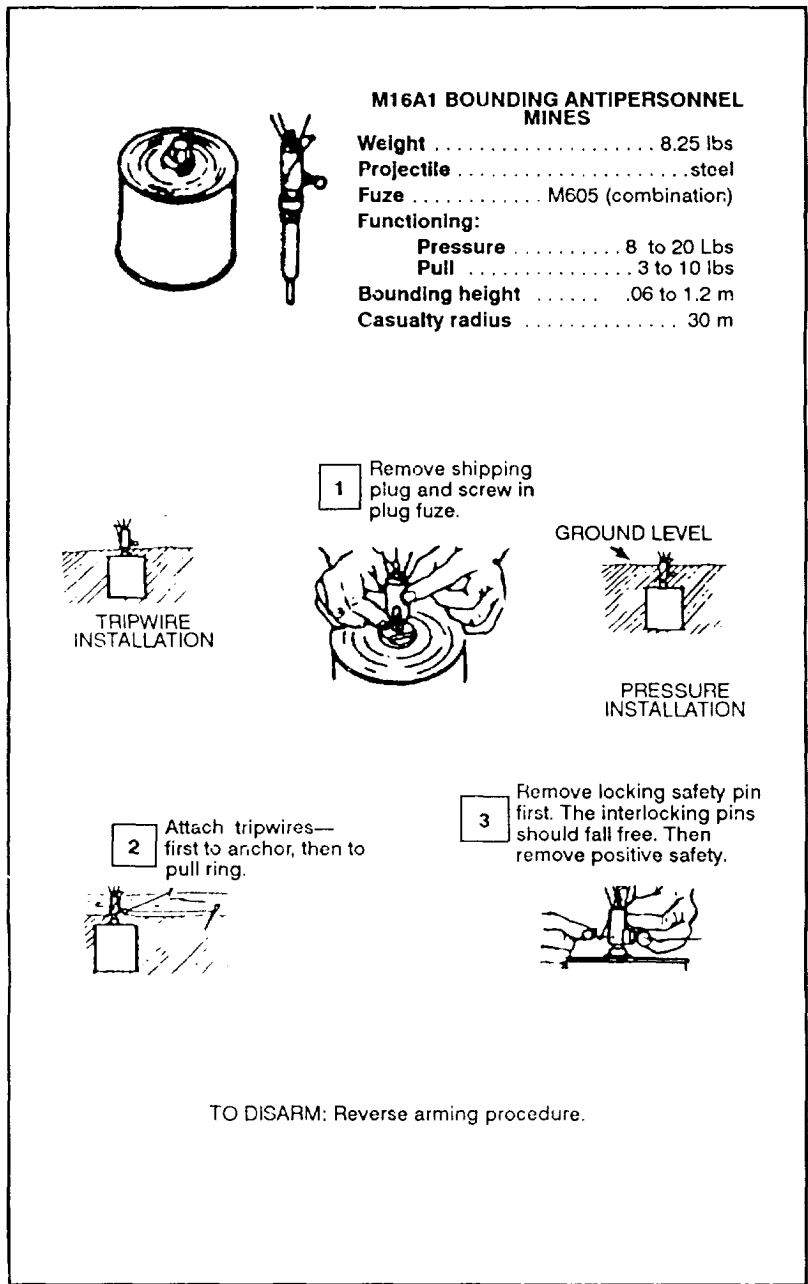 M16A1 BOUNDING ANTIPERSONNEL
MINES
Weight . . . . . . . . . . . . . . . . . . . . 8.25 lbs
Projectile . . . . . . . . . . . . . . . . . . . . .steel
Fuze . . . . . . . . . . . . M605 (combination)
Functioning:
Pressure . . . . . . . . . . 8 to 20 Lbs
Pull . . . . . . . . . . . . . . . 3 to 10 lbs
Bounding height . . . . . . .06 to 1.2 m
Casualty radius . . . . . . . . . . . . . . 30 m
1 Remove shipping
plug and screw in
plug fuze.
GROUND LEVEL
TRIPWIRE
INSTALLATION
PRESSURE
INSTALLATION
2 Attach tripwires—
first to anchor, then to
pull ring.
3 Remove locking safety pin
first. The interlocking pins
should fall free. Then
remove positive safety.
TO DISARM: Reverse arming procedure.